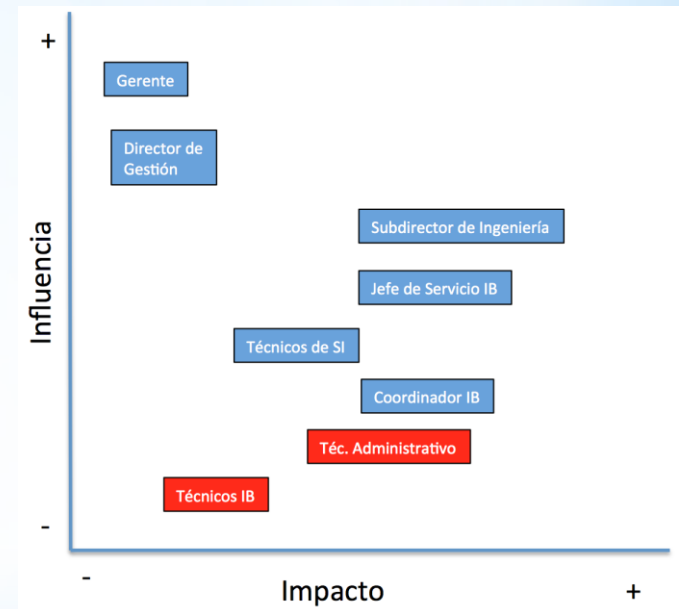 +
Gerente
Director de
Gestión
Subdirector de Ingeniería
Influencia
Jefe de Servicio IB
Técnicos de SI
Coordinador IB
Téc. Administrativo
Técnicos IB
-
-
Impacto
+